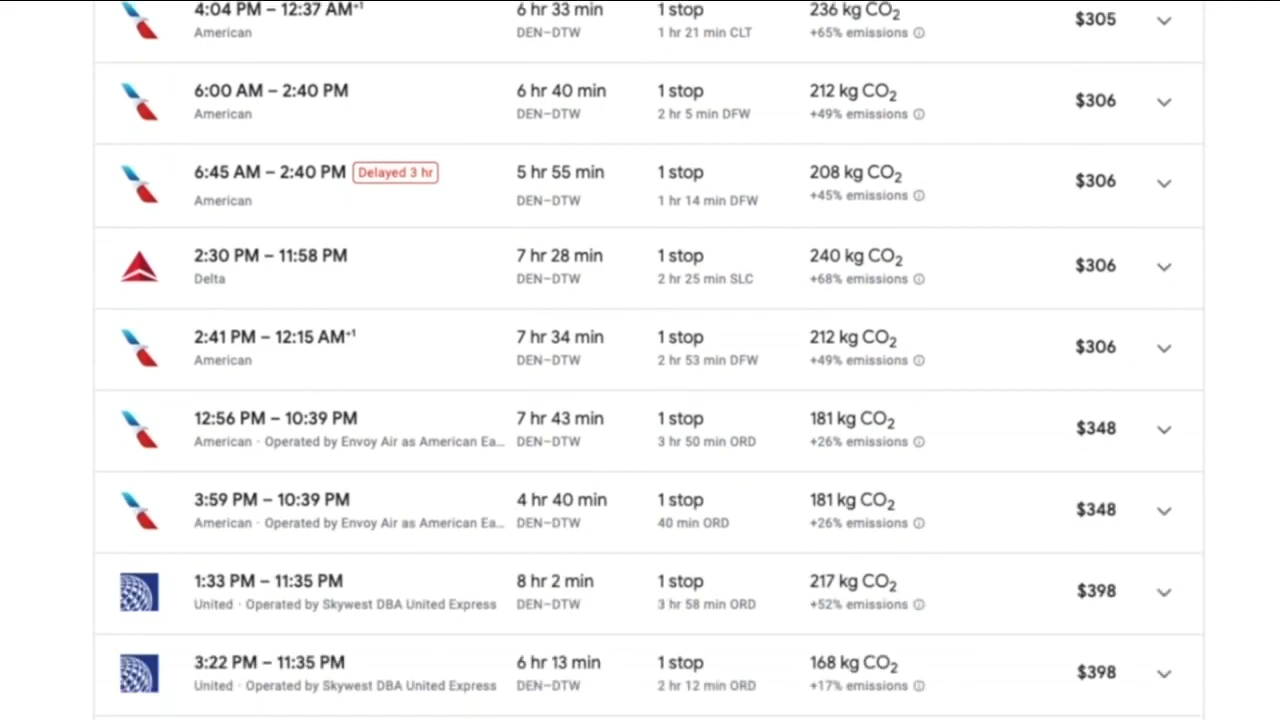 4:04 PM – 12:37 AM+1 6 hr 33 min 1 stop 236 kg CO2 $305
American DEN–DTW 1 hr 21 min CLT +65% emissions
6:00 AM – 2:40 PM 6 hr 40 min 1 stop 212 kg CO2 $306
American DEN–DTW 2 hr 5 min DFW +49% emissions
6:45 AM – 2:40 PM Delayed 3 hr 5 hr 55 min 1 stop 208 kg CO2 $306
American DEN–DTW 1 hr 14 min DFW +45% emissions
2:30 PM – 11:58 PM 7 hr 28 min 1 stop 240 kg CO2 $306
Delta DEN–DTW 2 hr 25 min SLC +68% emissions
2:41 PM – 12:15 AM+1 7 hr 34 min 1 stop 212 kg CO2 $306
American DEN–DTW 2 hr 53 min DFW +49% emissions
12:56 PM – 10:39 PM 7 hr 43 min 1 stop 181 kg CO2 $348
American · Operated by Envoy Air as American Ea... DEN–DTW 3 hr 50 min ORD +26% emissions
3:59 PM – 10:39 PM 4 hr 40 min 1 stop 181 kg CO2 $348
American · Operated by Envoy Air as American Ea... DEN–DTW 40 min ORD +26% emissions
1:33 PM – 11:35 PM 8 hr 2 min 1 stop 217 kg CO2 $398
United · Operated by Skywest DBA United Express DEN–DTW 3 hr 58 min ORD +52% emissions
3:22 PM – 11:35 PM 6 hr 13 min 1 stop 168 kg CO2 $398
United · Operated by Skywest DBA United Express DEN–DTW 2 hr 12 min ORD +17% emissions